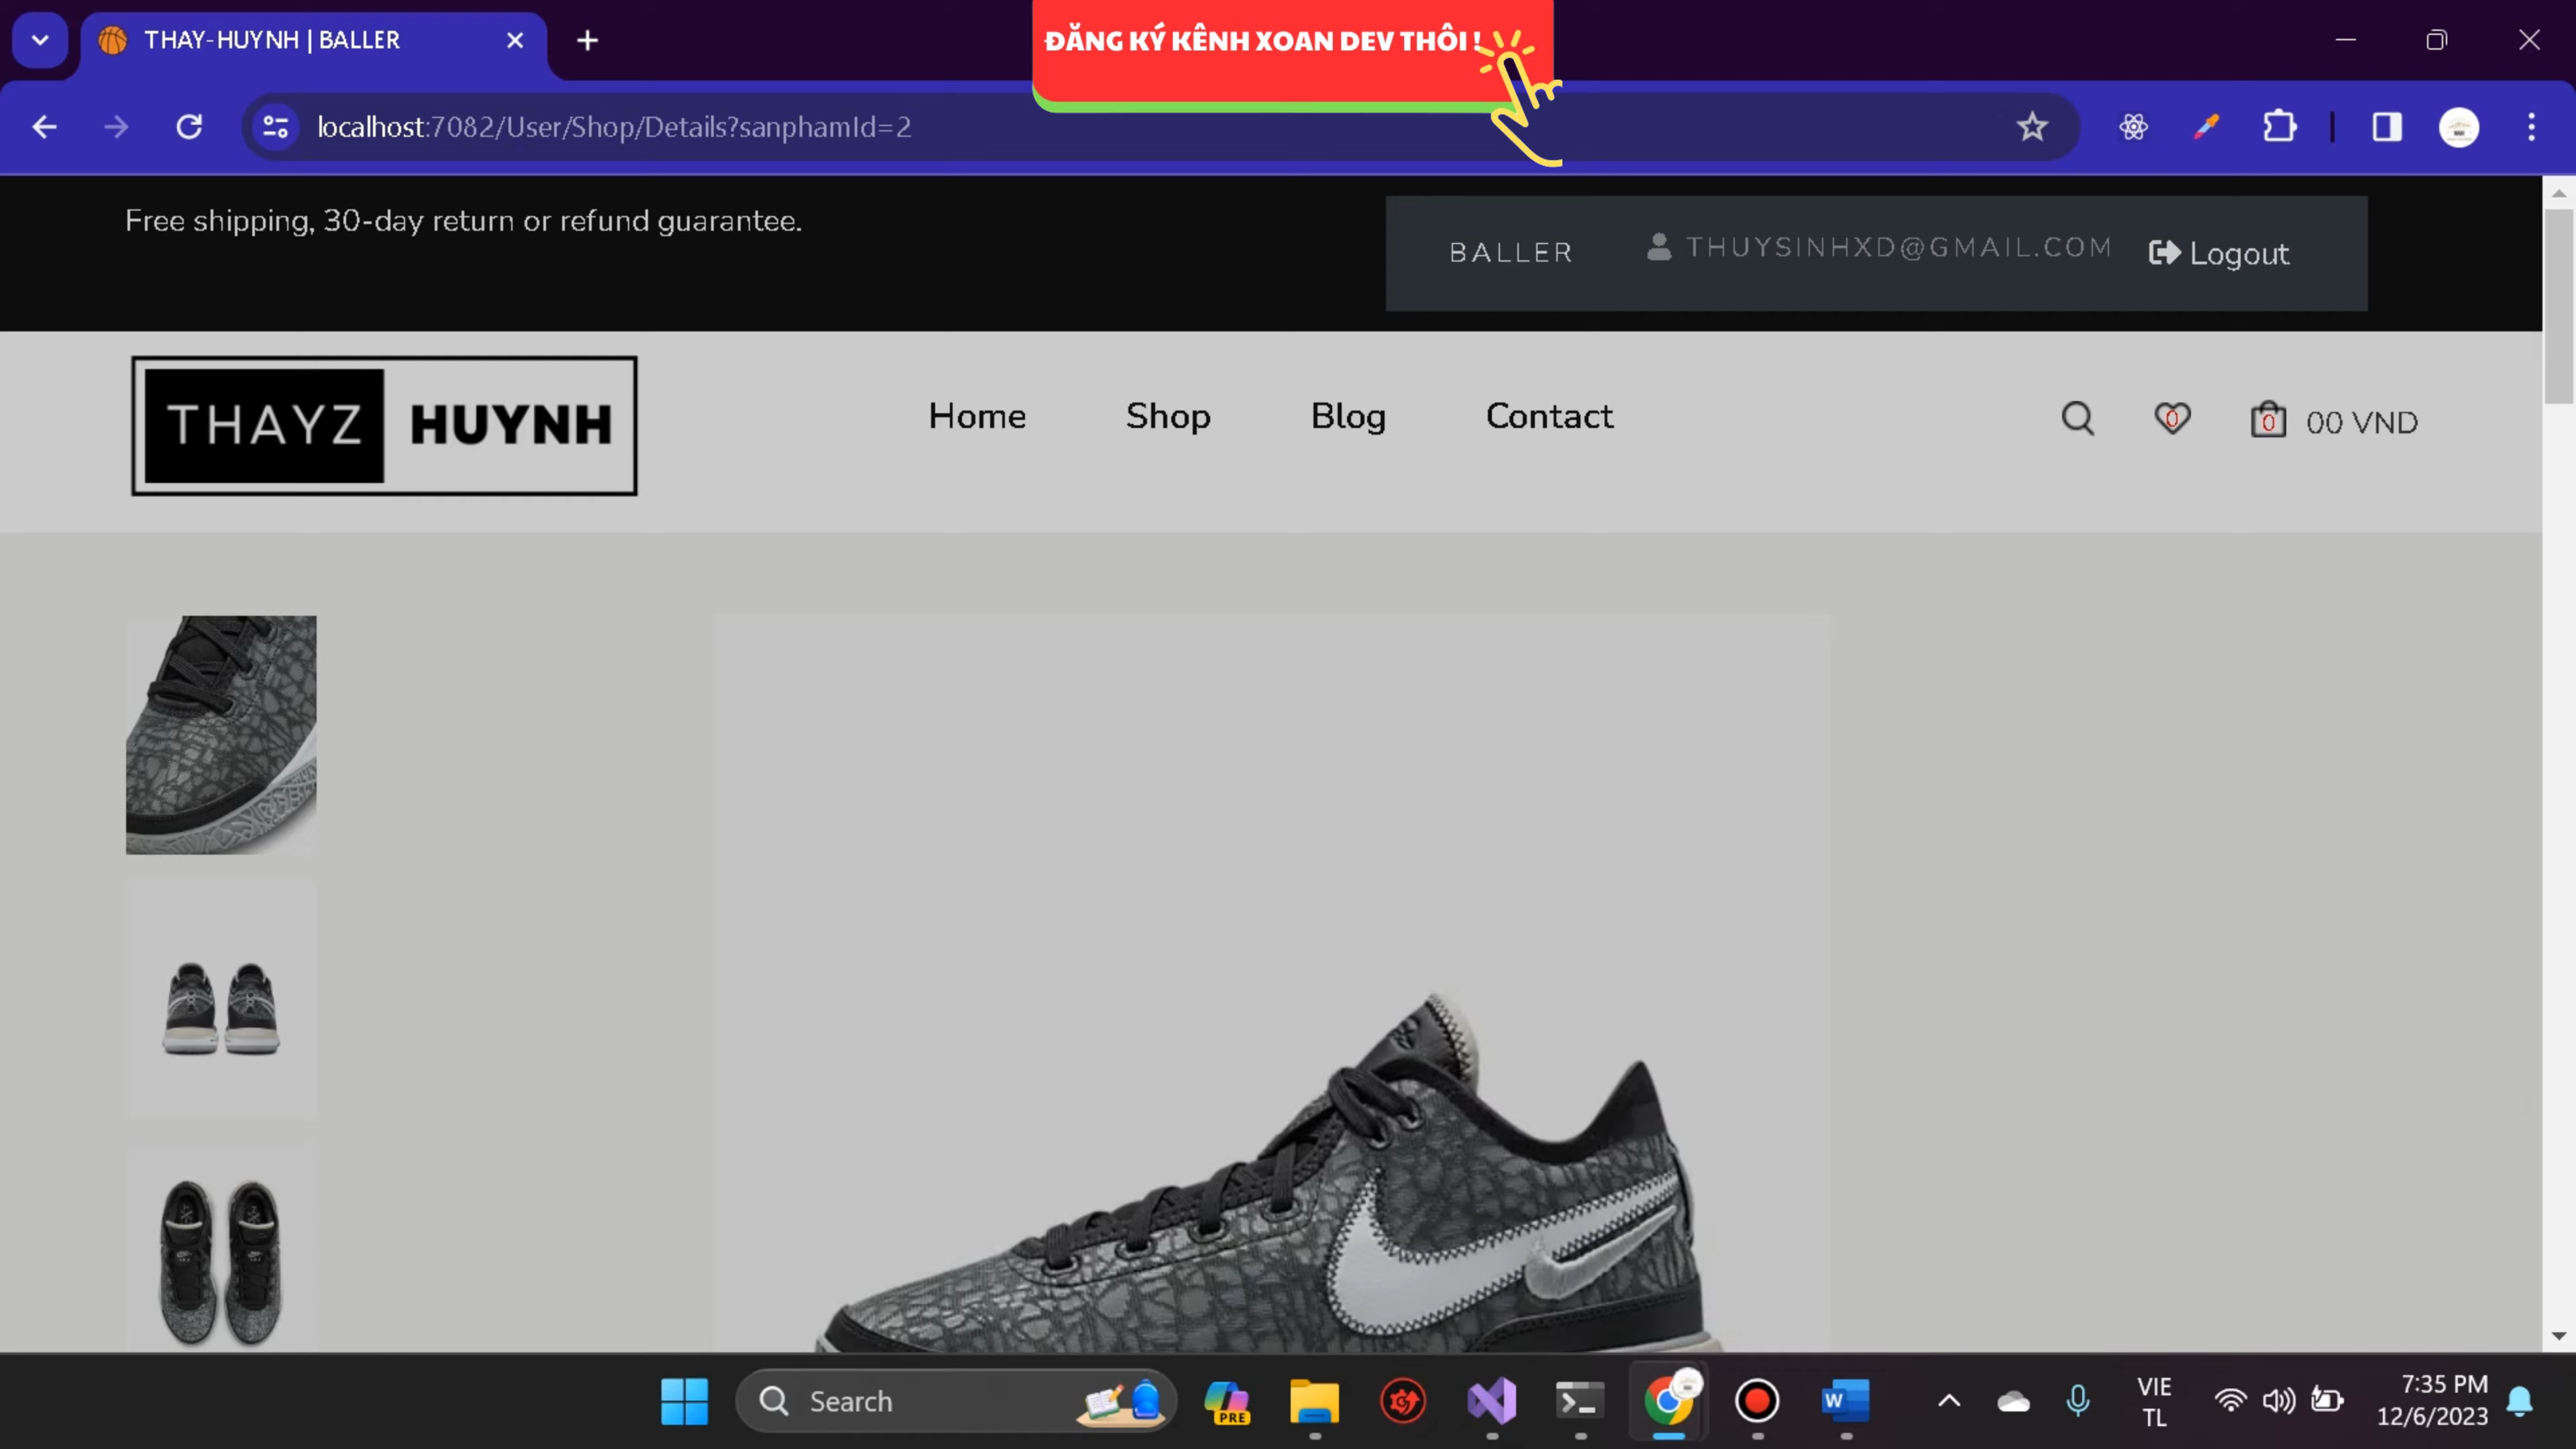 THAY-HUYNH | BALLER
ĐĂNG KÝ KÊNH XOAN DEV THÔI !
localhost:7082/User/Shop/Details?sanphamId=2
Free shipping, 30-day return or refund guarantee.
BALLER
THUYSINHXD@GMAIL.COM
Logout
THAYZ HUYNH
Home
Shop
Blog
Contact
0
0
00 VND
Search
PRE
W
VIE
TL
7:35 PM
12/6/2023